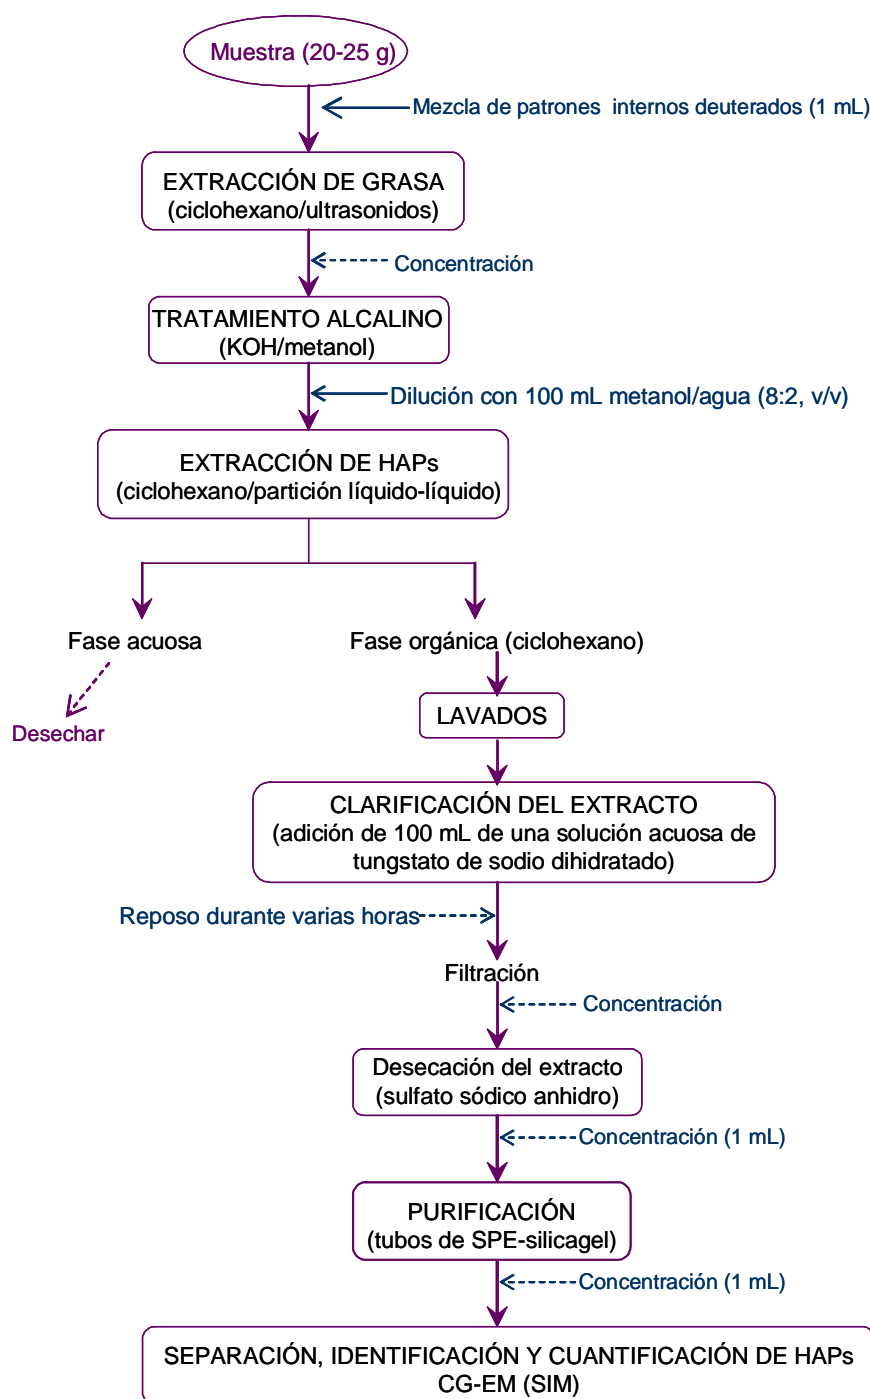 Muestra (20-25 g)
Mezcla de patrones internos deuterados (1 mL)
EXTRACCIÓN DE GRASA
(ciclohexano/ultrasonidos)
Concentración
TRATAMIENTO ALCALINO
(KOH/metanol)
Dilución con 100 mL metanol/agua (8:2, v/v)
EXTRACCIÓN DE HAPs
(ciclohexano/partición líquido-líquido)
Fase acuosa
Fase orgánica (ciclohexano)
Desechar
LAVADOS
CLARIFICACIÓN DEL EXTRACTO
(adición de 100 mL de una solución acuosa de
tungstato de sodio dihidratado)
Reposo durante varias horas
Filtración
Concentración
Desecación del extracto
(sulfato sódico anhidro)
Concentración (1 mL)
PURIFICACIÓN
(tubos de SPE-silicagel)
Concentración (1 mL)
SEPARACIÓN, IDENTIFICACIÓN Y CUANTIFICACIÓN DE HAPs
CG-EM (SIM)